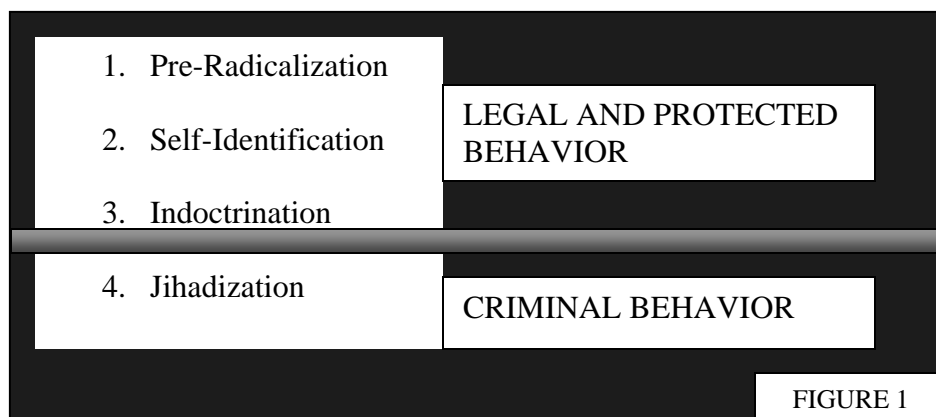 1. Pre-Radicalization
2. Self-Identification
3. Indoctrination
LEGAL AND PROTECTED
BEHAVIOR
4. Jihadization
CRIMINAL BEHAVIOR
FIGURE 1